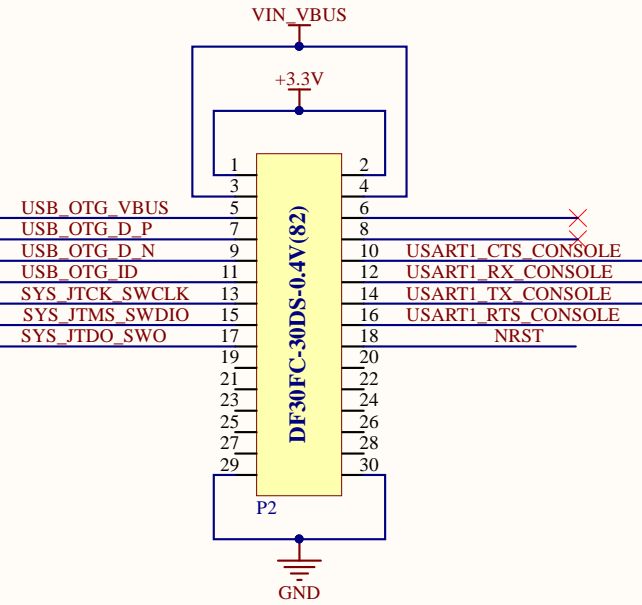 VIN_VBUS
+3.3V
1 2
3 4
USB_OTG_VBUS 5 6
USB_OTG_D_P 7 8
USB_OTG_D_N 9 10 USART1_CTS_CONSOLE
USB_OTG_ID 11 12 USART1_RX_CONSOLE
SYS_JTCK_SWCLK 13 14 USART1_TX_CONSOLE
SYS_JTMS_SWDIO 15 16 USART1_RTS_CONSOLE
SYS_JTDO_SWO 17 18 NRST
19 20
21 22
23 24
25 26
27 28
29 30
DF30FC-30DS-0.4V(82)
P2
GND